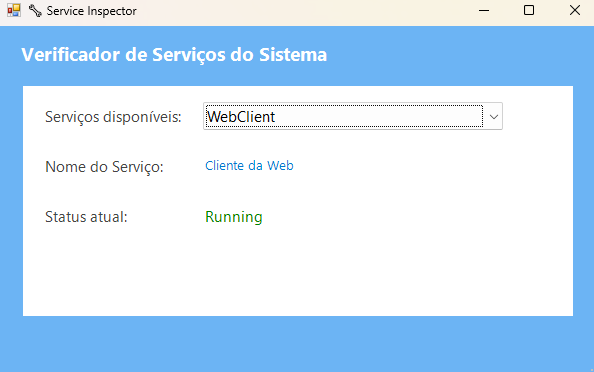 Service Inspector
Verificador de Serviços do Sistema
Serviços disponíveis: WebClient
Nome do Serviço: Cliente da Web
Status atual: Running